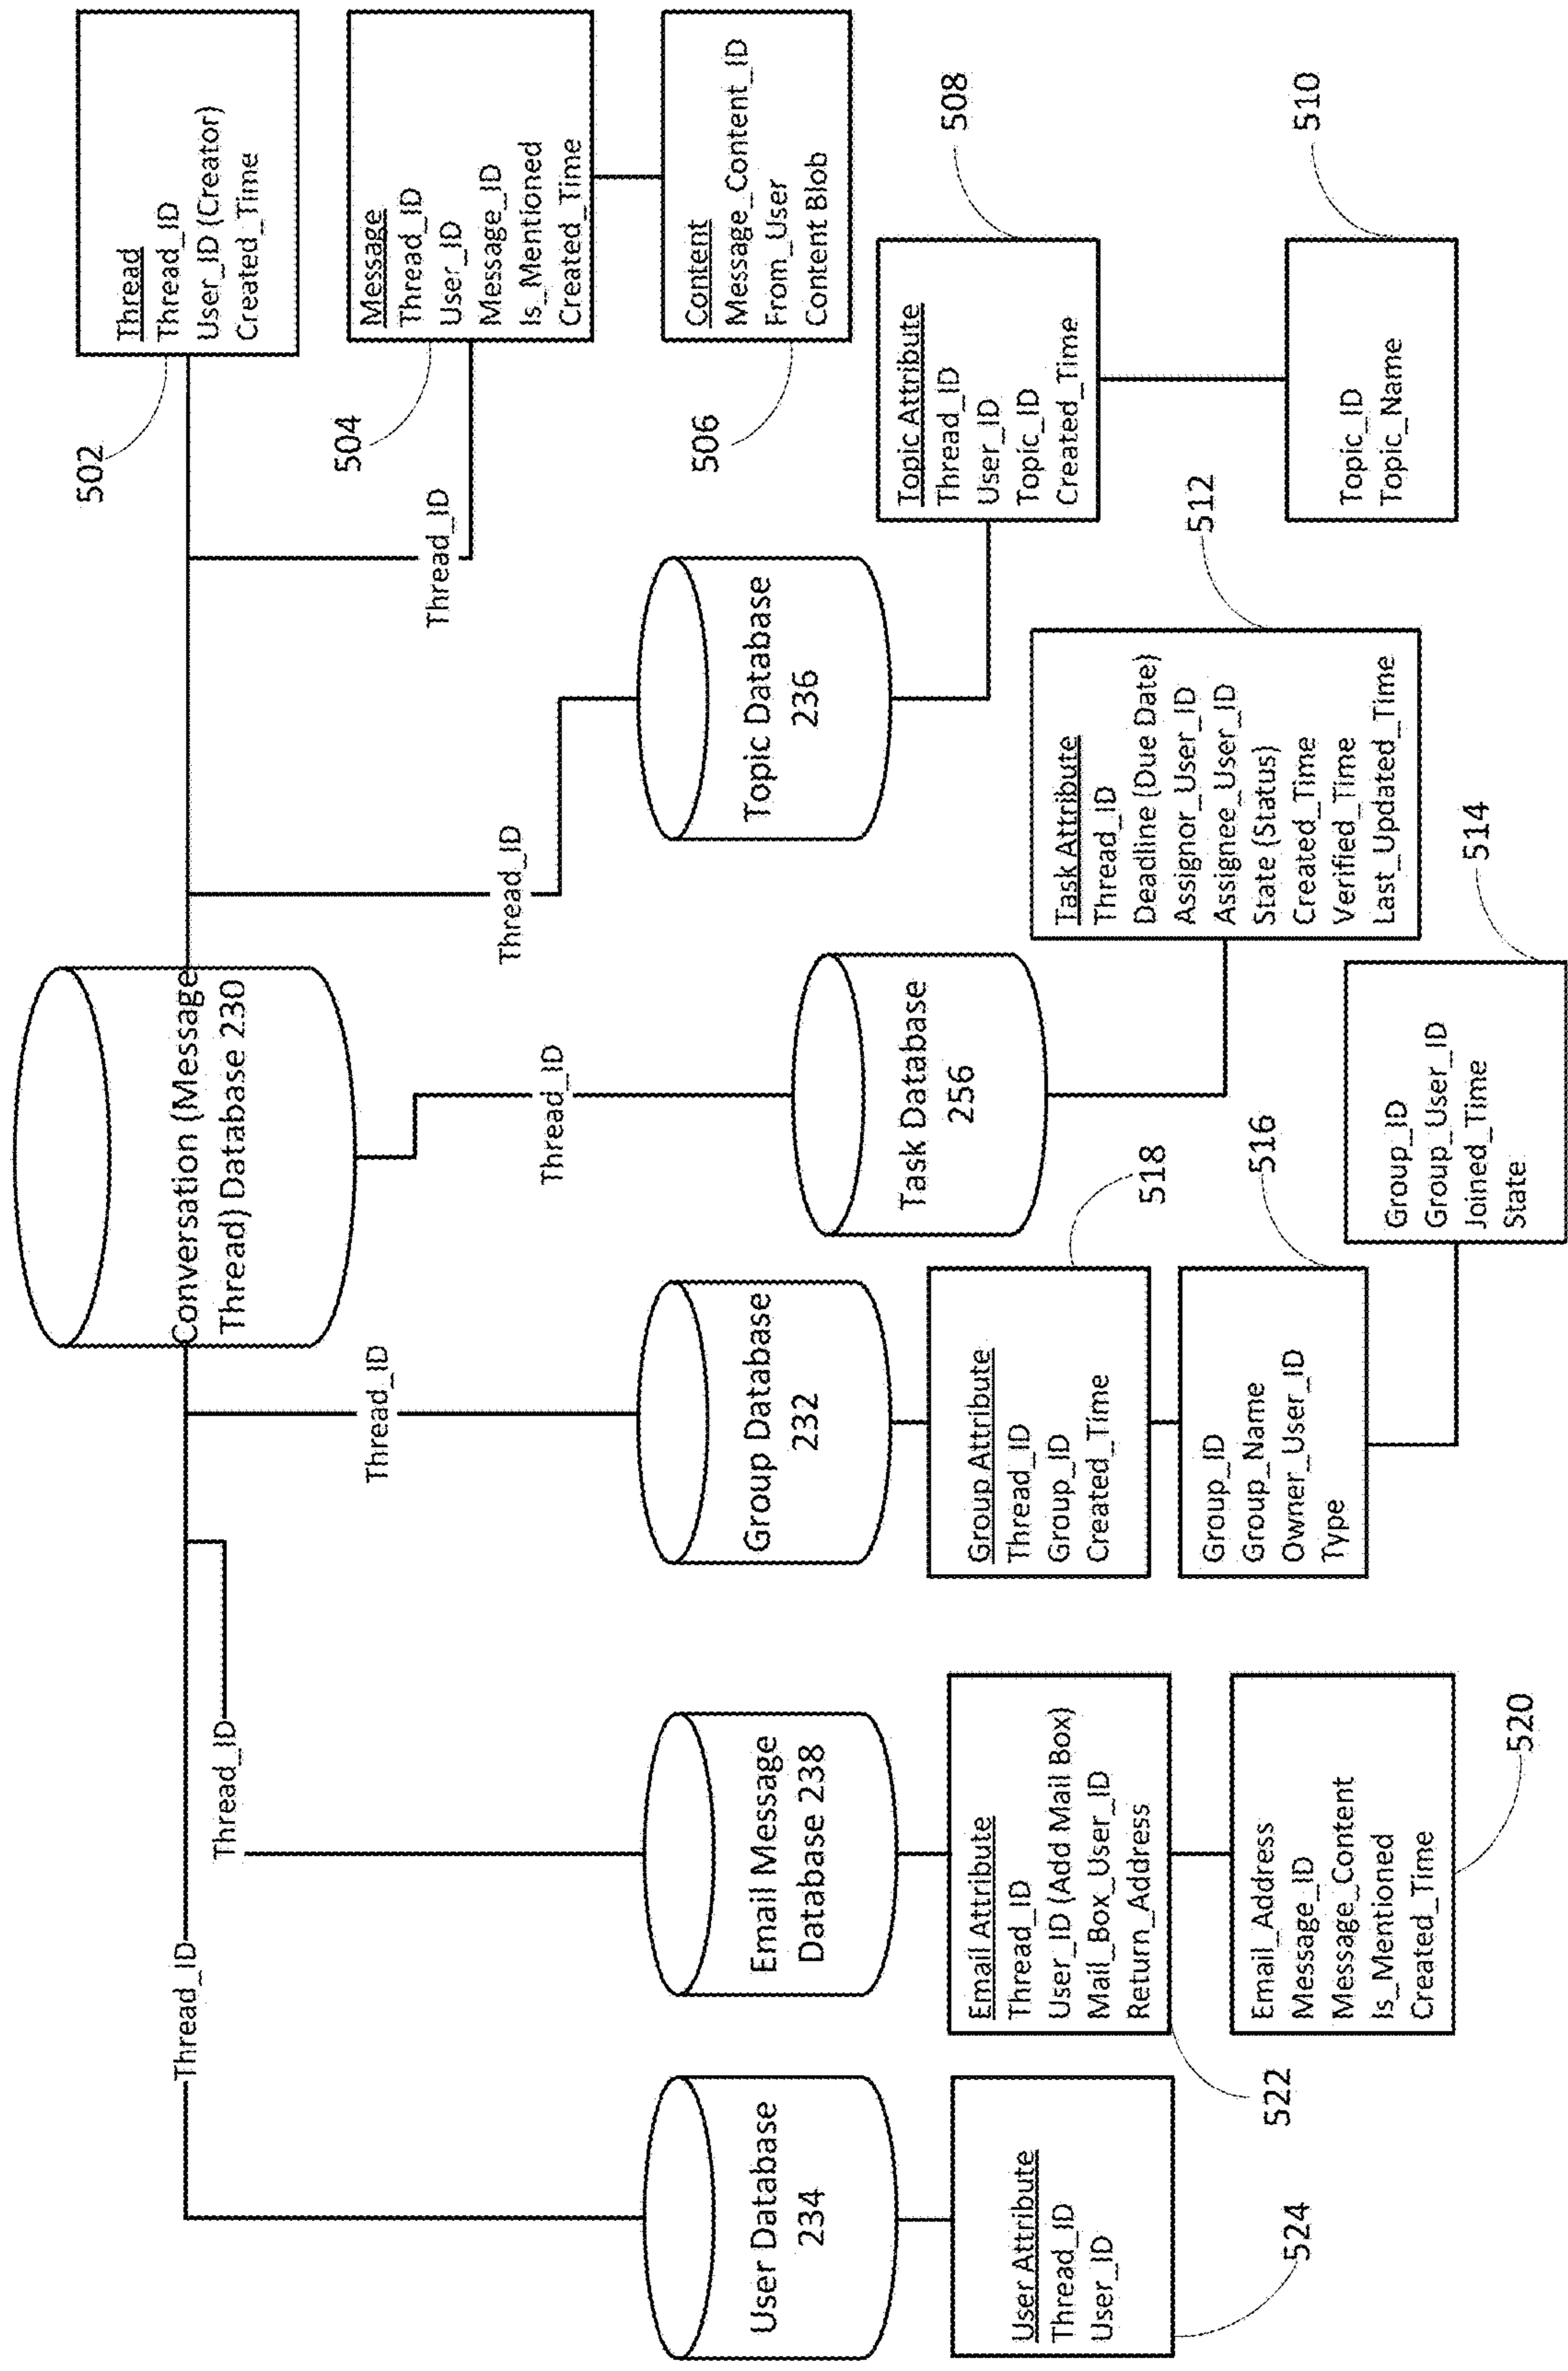 Conversation (Message
Thread) Database 230
Thread_ID
Thread_ID
Thread_ID
Thread_ID
Thread_ID
Thread_ID
User Database
234
User Attribute
Thread_ID
User_ID
524
Email Message
Database 238
Email Attribute
Thread_ID
User_ID (Add Mail Box)
Mail_Box_User_ID
Return_Address
522
Email_Address
Message_ID
Message_Content
Is_Mentioned
Created_Time
520
Group Database
232
Group Attribute
Thread_ID
Group_ID
Created_Time
518
Group_ID
Group_Name
Owner_User_ID
Type
516
Group_ID
Group_User_ID
Joined_Time
State
514
Task Database
256
Task Attribute
Thread_ID
Deadline (Due Date)
Assignor_User_ID
Assignee_User_ID
State (Status)
Created_Time
Verified_Time
Last_Updated_Time
512
Topic Database
236
Topic Attribute
Thread_ID
User_ID
Topic_ID
Created_Time
508
Topic_ID
Topic_Name
510
502
Thread
Thread_ID
User_ID (Creator)
Created_Time
504
Message
Thread_ID
User_ID
Message_ID
Is_Mentioned
Created_Time
506
Content
Message_Content_ID
From_User
Content Blob